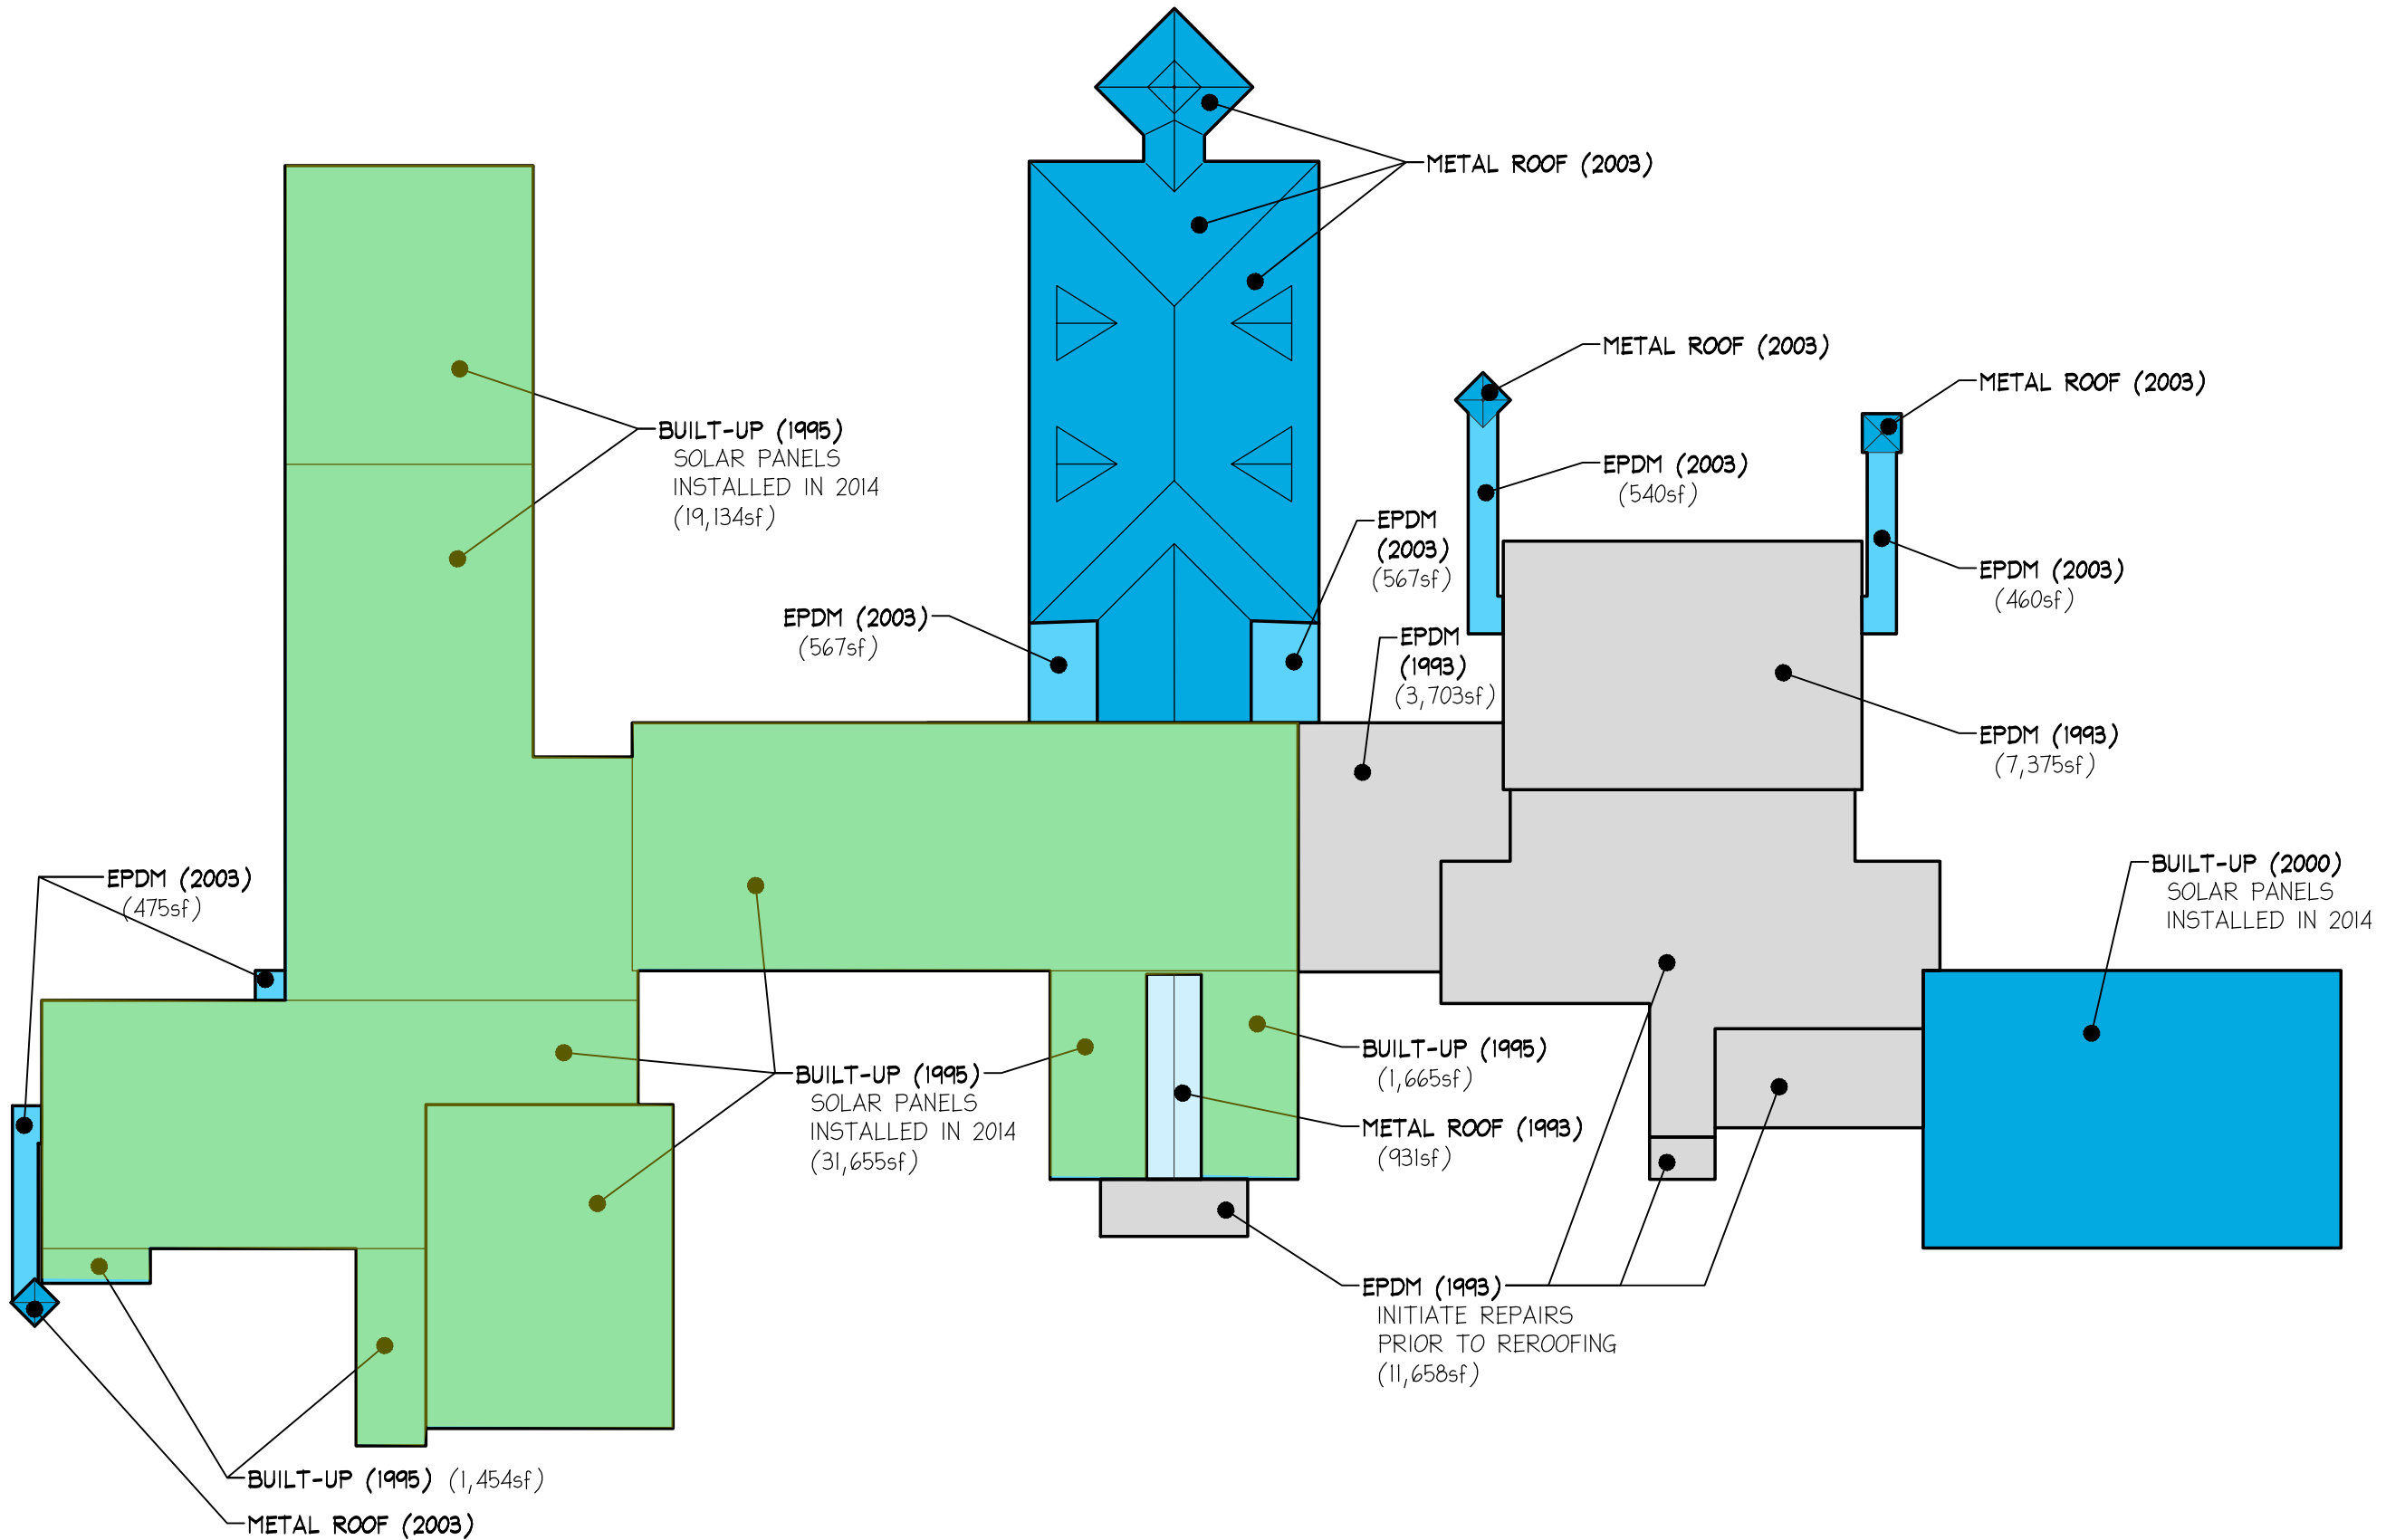 METAL ROOF (2003)
METAL ROOF (2003)
METAL ROOF (2003)
BUILT-UP (1995)
SOLAR PANELS
INSTALLED IN 2014
(19,134sf)
EPDM (2003)
(540sf)
EPDM
(2003)
(567sf)
EPDM (2003)
(460sf)
EPDM (2003)
(567sf)
EPDM
(1993)
(3,703sf)
EPDM (1993)
(7,375sf)
BUILT-UP (2000)
SOLAR PANELS
INSTALLED IN 2014
EPDM (2003)
(475sf)
BUILT-UP (1995)
SOLAR PANELS
INSTALLED IN 2014
(31,655sf)
BUILT-UP (1995)
(1,665sf)
METAL ROOF (1993)
(931sf)
EPDM (1993)
INITIATE REPAIRS
PRIOR TO REROOFING
(11,658sf)
BUILT-UP (1995) (1,454sf)
METAL ROOF (2003)